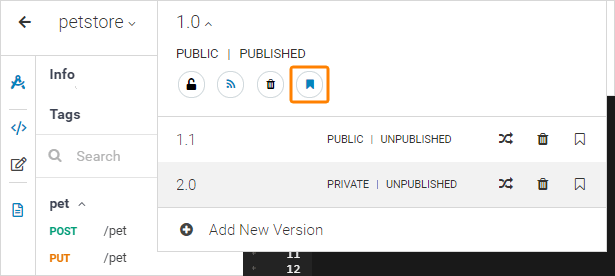 petstore
1.0
PUBLIC | PUBLISHED
Info
Tags
Search
pet
POST /pet
PUT /pet
1.1 PUBLIC | UNPUBLISHED
2.0 PRIVATE | UNPUBLISHED
Add New Version
11
12